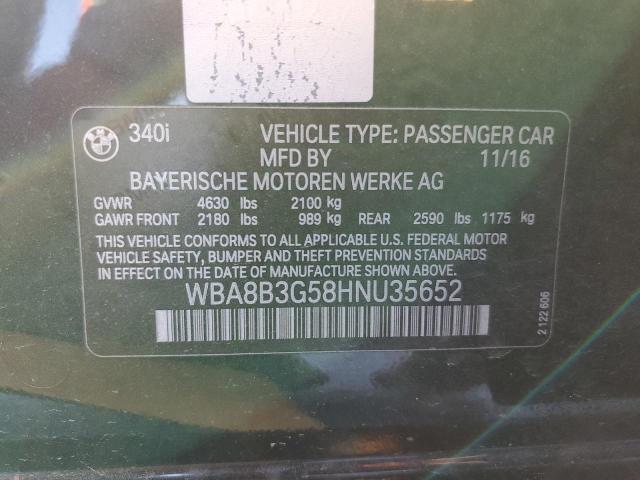 340i VEHICLE TYPE: PASSENGER CAR
MFD BY 11/16
BAYERISCHE MOTOREN WERKE AG
GVWR 4630 lbs 2100 kg
GAWR FRONT 2180 lbs 989 kg REAR 2590 lbs 1175 kg
THIS VEHICLE CONFORMS TO ALL APPLICABLE U.S. FEDERAL MOTOR
VEHICLE SAFETY, BUMPER AND THEFT PREVENTION STANDARDS
IN EFFECT ON THE DATE OF MANUFACTURE SHOWN ABOVE.
WBA8B3G58HNU35652
2 122 606